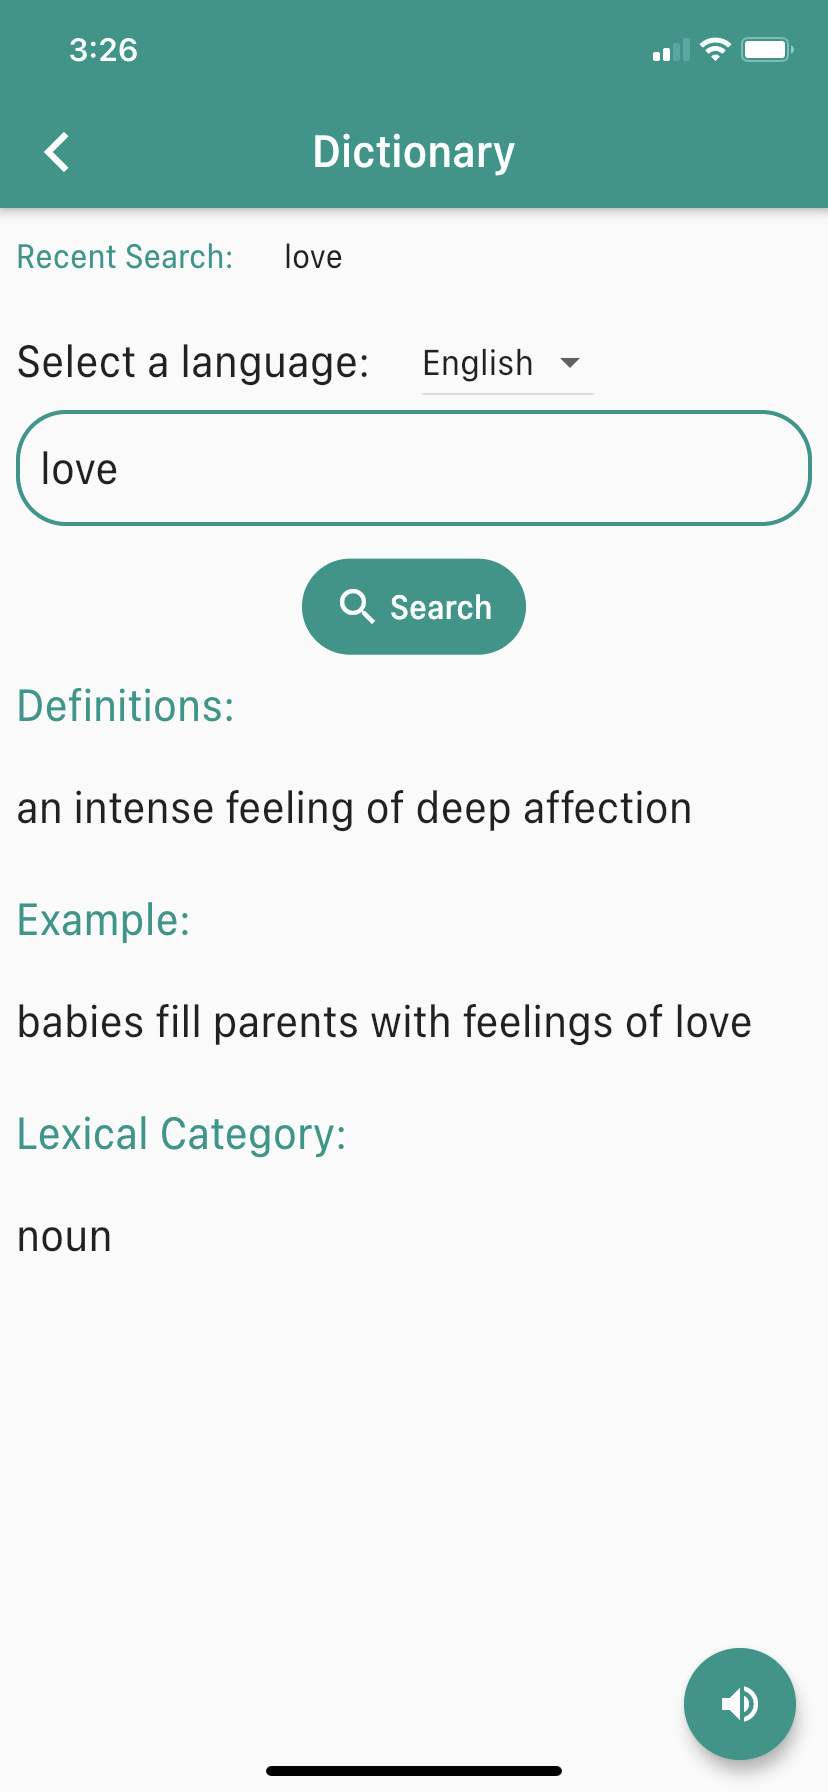 3:26
Dictionary
Recent Search: love
Select a language: English
love
Search
Definitions:
an intense feeling of deep affection
Example:
babies fill parents with feelings of love
Lexical Category:
noun